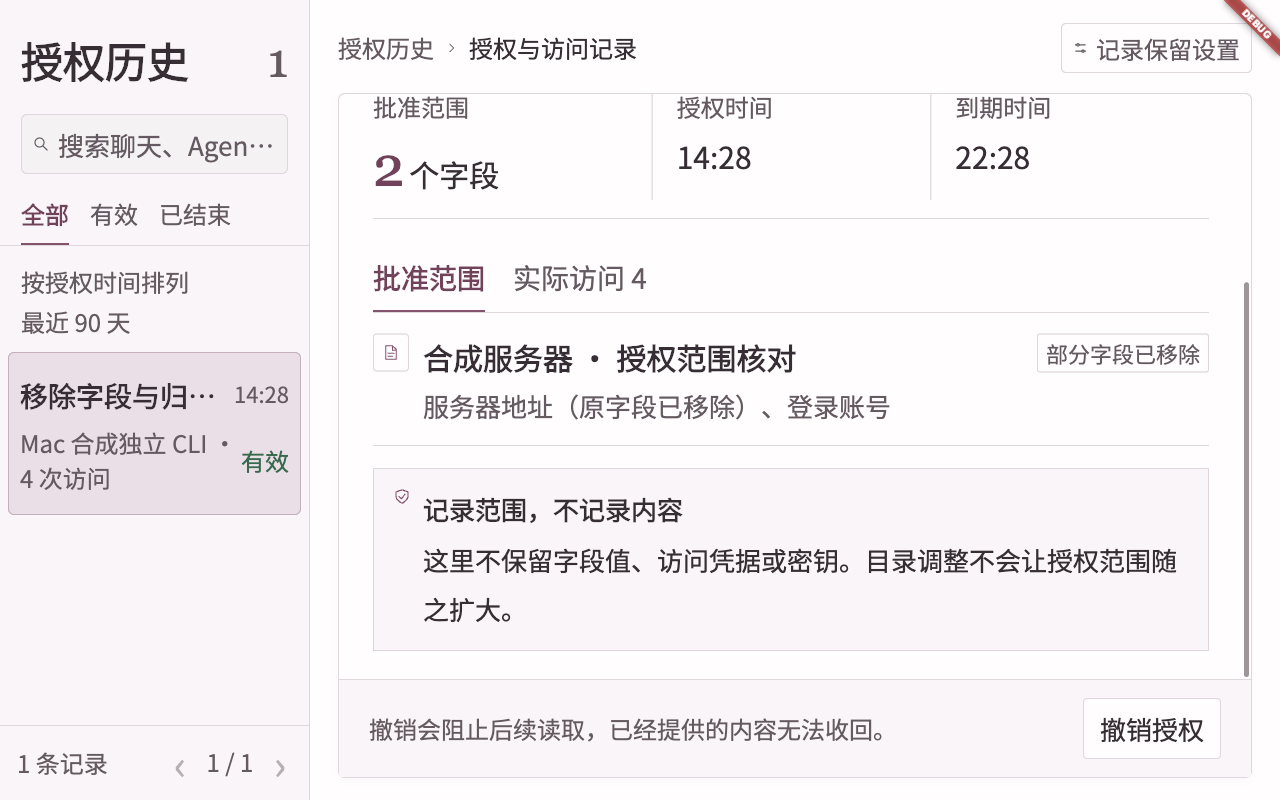 授权历史 1
搜索聊天、Agen…
全部 有效 已结束
按授权时间排列
最近 90 天
移除字段与归… 14:28
Mac 合成独立 CLI •
4 次访问
有效
1 条记录
1 / 1
授权历史 › 授权与访问记录
记录保留设置
DEBUG
批准范围
2 个字段
授权时间
14:28
到期时间
22:28
批准范围 实际访问 4
合成服务器 • 授权范围核对
部分字段已移除
服务器地址（原字段已移除）、登录账号
记录范围，不记录内容
这里不保留字段值、访问凭据或密钥。目录调整不会让授权范围随
之扩大。
撤销会阻止后续读取，已经提供的内容无法收回。
撤销授权